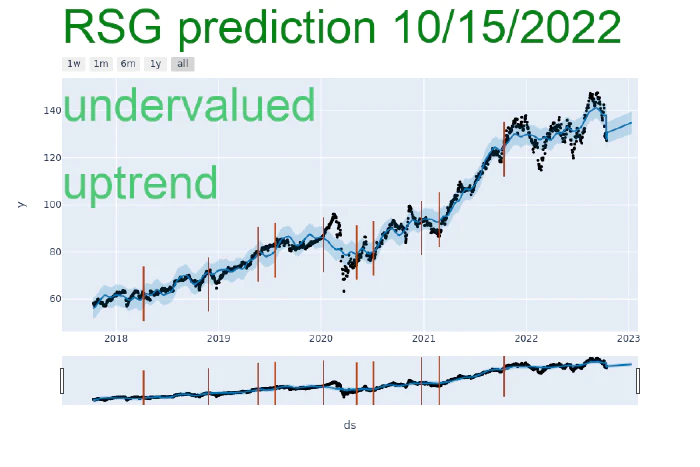 RSG prediction 10/15/2022
1w 1m 6m 1y all
undervalued
uptrend
140
120
100
80
60
y
2018 2019 2020 2021 2022 2023
ds